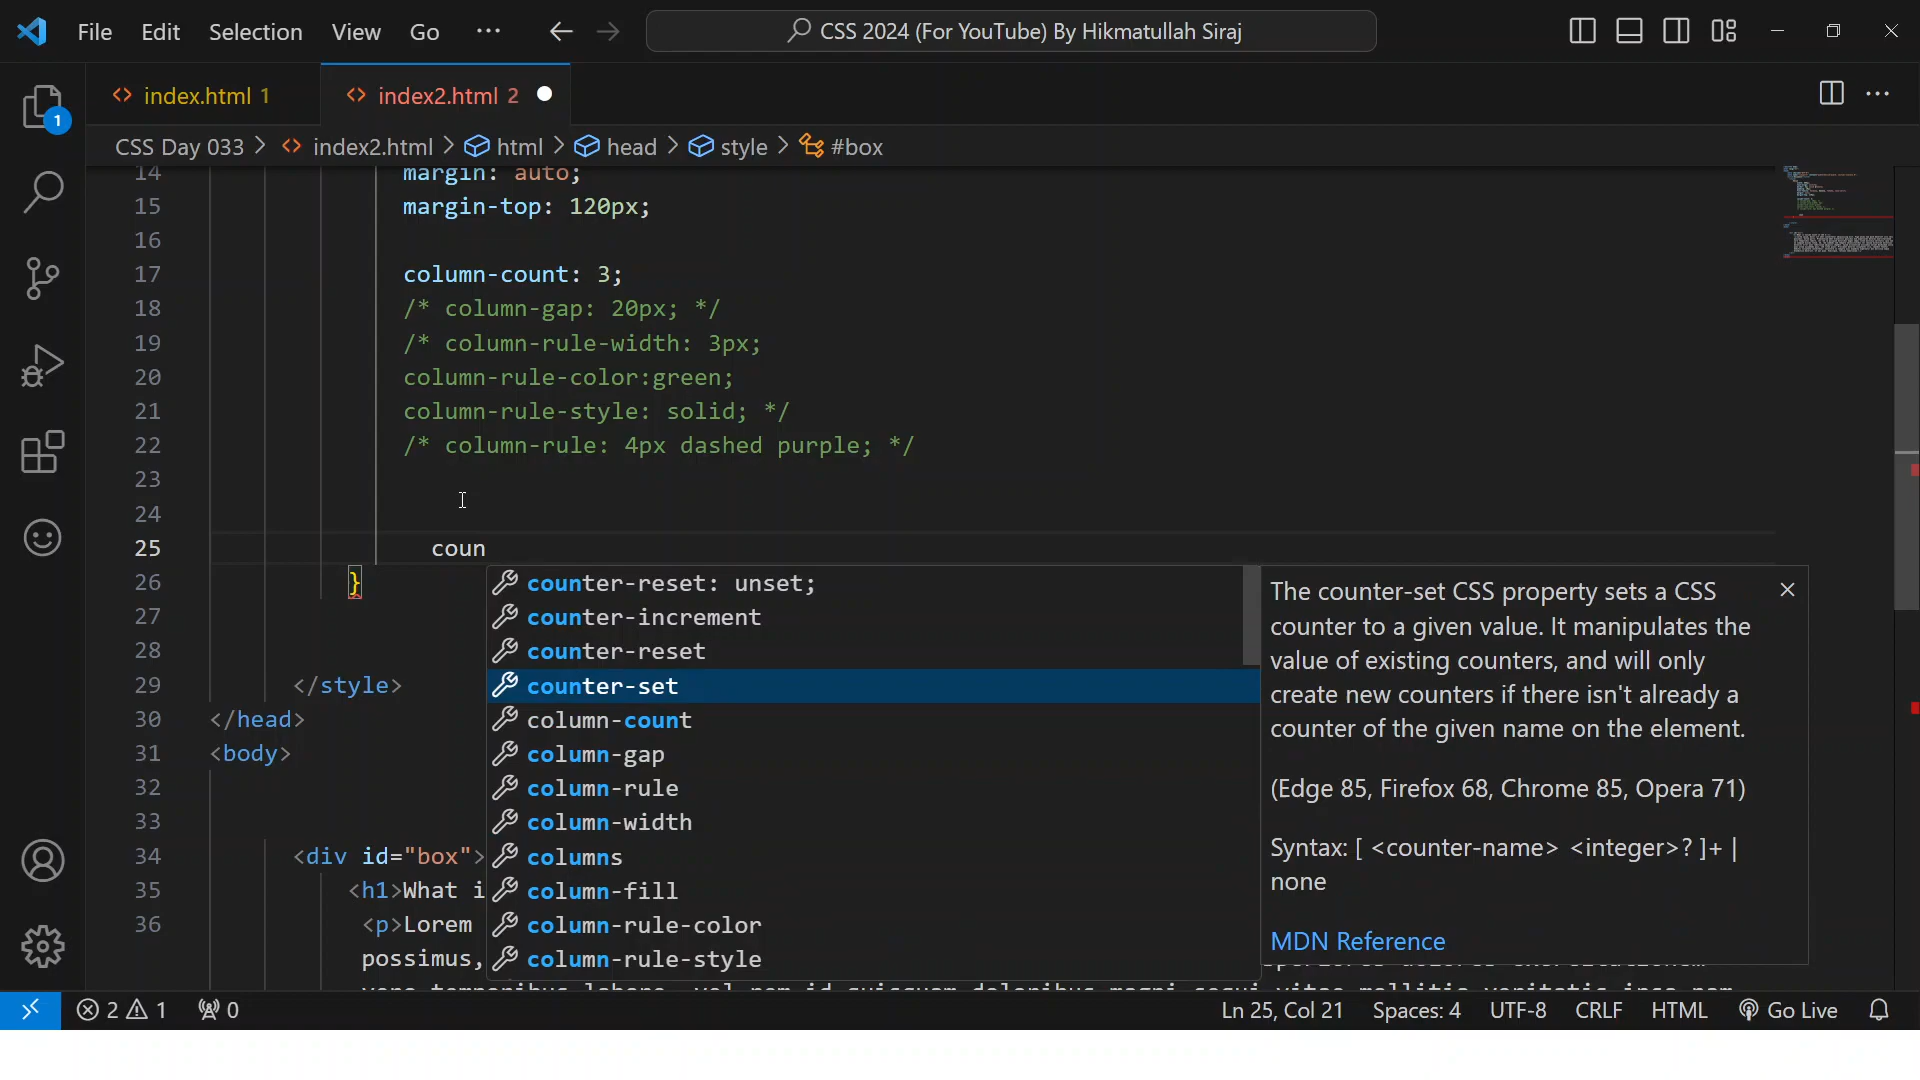 File Edit Selection View Go ··· CSS 2024 (For YouTube) By Hikmatullah Siraj
index.html 1 index2.html 2
1
CSS Day 033 > index2.html > html > head > style > #box
14 margin: auto;
15 margin-top: 120px;
16
17 column-count: 3;
18 /* column-gap: 20px; */
19 /* column-rule-width: 3px;
20 column-rule-color:green;
21 column-rule-style: solid; */
22 /* column-rule: 4px dashed purple; */
23
24
25 coun
26 }
27
28
29 </style>
30 </head>
31 <body>
32
33
34 <div id="box">
35 <h1>What i
36 <p>Lorem
possimus,
counter-reset: unset;
counter-increment
counter-reset
counter-set
column-count
column-gap
column-rule
column-width
columns
column-fill
column-rule-color
column-rule-style
The counter-set CSS property sets a CSS
counter to a given value. It manipulates the
value of existing counters, and will only
create new counters if there isn't already a
counter of the given name on the element.
(Edge 85, Firefox 68, Chrome 85, Opera 71)
Syntax: [ <counter-name> <integer>? ]+ |
none
MDN Reference
2 1 0 Ln 25, Col 21 Spaces: 4 UTF-8 CRLF HTML Go Live